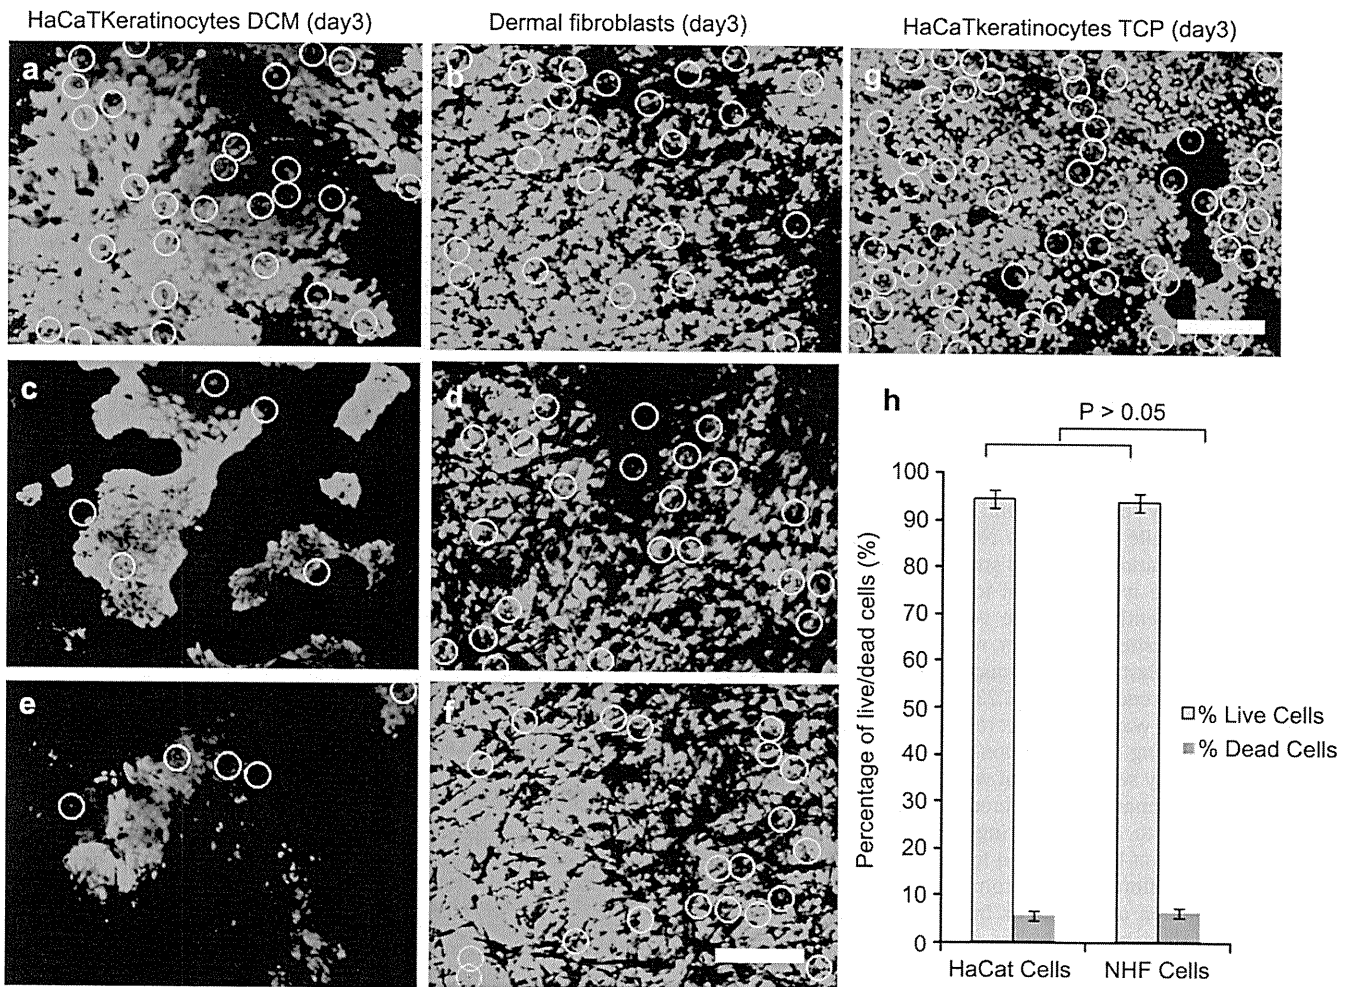 HaCaTKeratinocytes DCM (day3)
Dermal fibroblasts (day3)
HaCaTkeratinocytes TCP (day3)
a
b
g
c
d
e
f
h
P > 0.05
Percentage of live/dead cells (%)
100
90
80
70
60
50
40
30
20
10
0
HaCat Cells
NHF Cells
% Live Cells
% Dead Cells